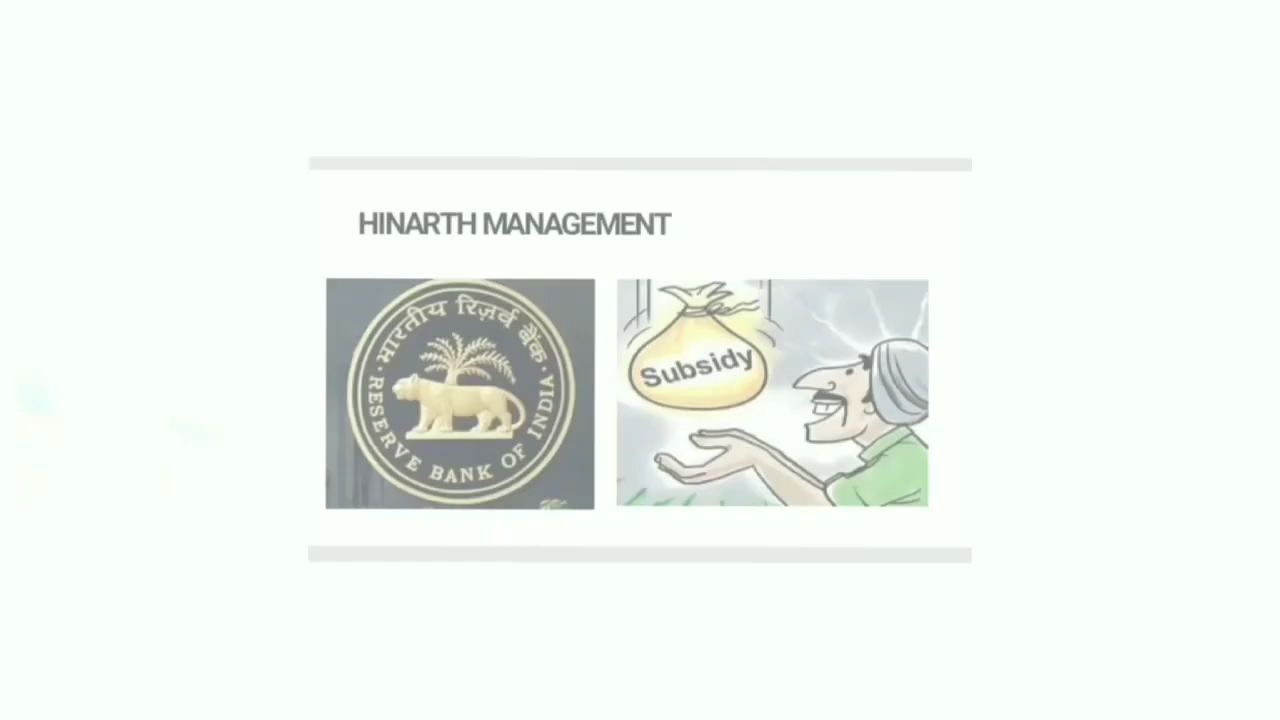 HINARTH MANAGEMENT
भारतीय रिज़र्व बैंक
RESERVE BANK OF INDIA
Subsidy